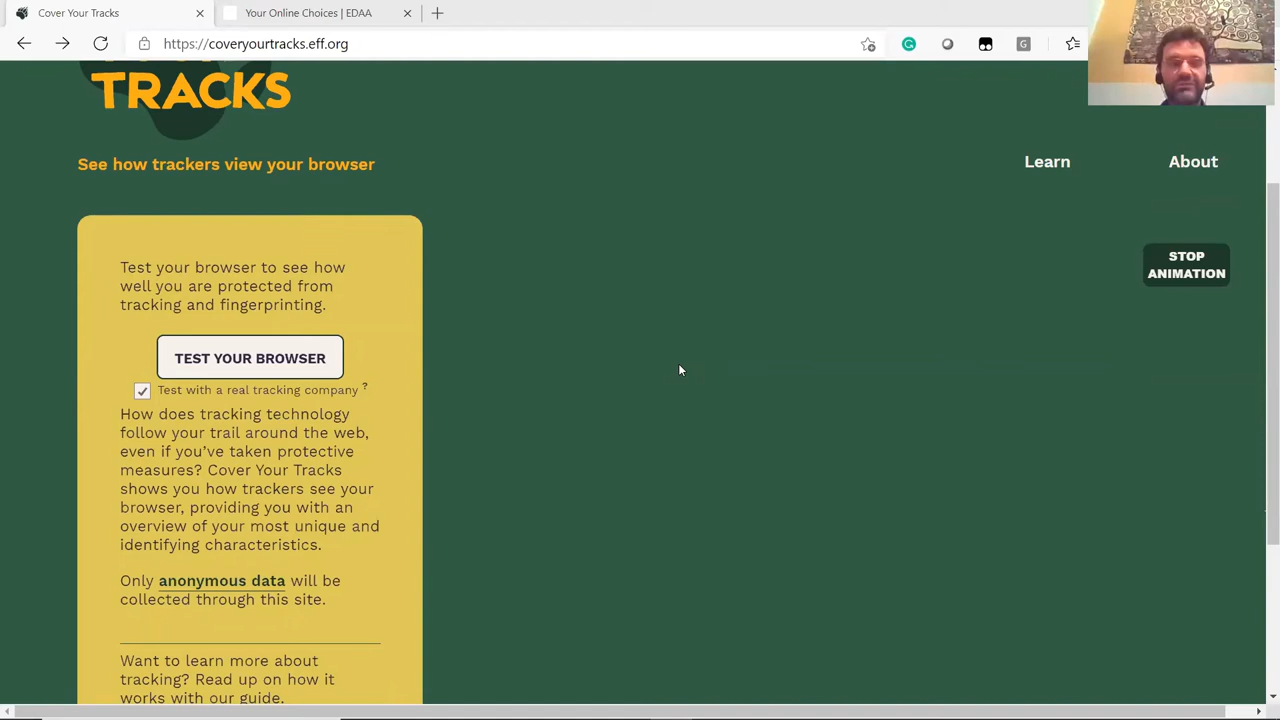 Cover Your Tracks
Your Online Choices | EDAA
https://coveryourtracks.eff.org
G
TRACKS
See how trackers view your browser
Learn
About
STOP
ANIMATION
Test your browser to see how
well you are protected from
tracking and fingerprinting.
TEST YOUR BROWSER
Test with a real tracking company ?
How does tracking technology
follow your trail around the web,
even if you’ve taken protective
measures? Cover Your Tracks
shows you how trackers see your
browser, providing you with an
overview of your most unique and
identifying characteristics.
Only anonymous data will be
collected through this site.
Want to learn more about
tracking? Read up on how it
works with our guide.